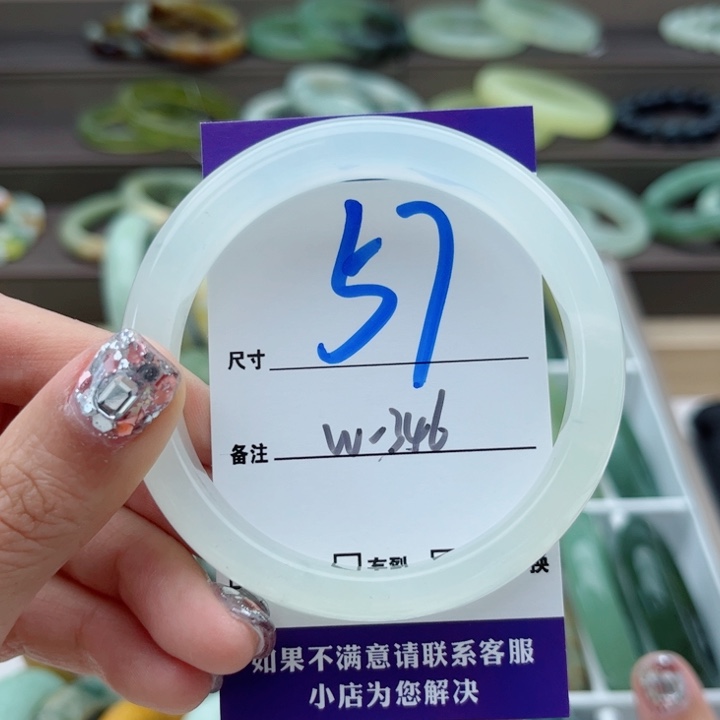 57
尺寸
备注 W-346
有裂 换
如果不满意请联系客服
小店为您解决